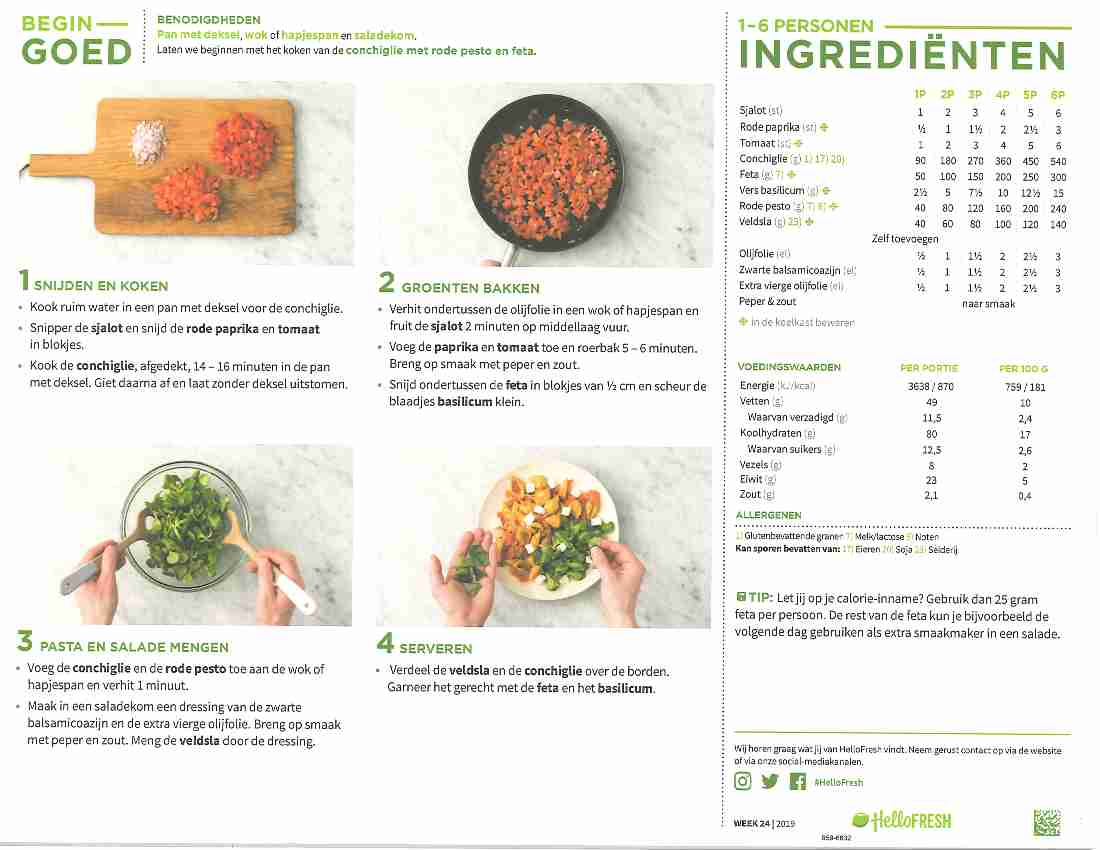 BEGIN
GOED
BENODIGDHEDEN
Pan met deksel, wok of hapjespan en saladekom.
Laten we beginnen met het koken van de conchiglie met rode pesto en feta.
1 SNIJDEN EN KOKEN
• Kook ruim water in een pan met deksel voor de conchiglie.
• Snipper de sjalot en snijd de rode paprika en tomaat
in blokjes.
• Kook de conchiglie, afgedekt, 14 – 16 minuten in de pan
met deksel. Giet daarna af en laat zonder deksel uitstomen.
2 GROENTEN BAKKEN
• Verhit ondertussen de olijfolie in een wok of hapjespan en
fruit de sjalot 2 minuten op middellaag vuur.
• Voeg de paprika en tomaat toe en roerbak 5 – 6 minuten.
Breng op smaak met peper en zout.
• Snijd ondertussen de feta in blokjes van ½ cm en scheur de
blaadjes basilicum klein.
3 PASTA EN SALADE MENGEN
• Voeg de conchiglie en de rode pesto toe aan de wok of
hapjespan en verhit 1 minuut.
• Maak in een saladekom een dressing van de zwarte
balsamicoazijn en de extra vierge olijfolie. Breng op smaak
met peper en zout. Meng de veldsla door de dressing.
4 SERVEREN
• Verdeel de veldsla en de conchiglie over de borden.
Garneer het gerecht met de feta en het basilicum.
1–6 PERSONEN
INGREDIËNTEN
1P 2P 3P 4P 5P 6P
Sjalot (st) 1 2 3 4 5 6
Rode paprika (st) ½ 1 1½ 2 2½ 3
Tomaat (st) 1 2 3 4 5 6
Conchiglie (g) 1) 17) 20) 90 180 270 360 450 540
Feta (g) 7) 50 100 150 200 250 300
Vers basilicum (g) 2½ 5 7½ 10 12½ 15
Rode pesto (g) 7) 8) 40 80 120 160 200 240
Veldsla (g) 23) 40 60 80 100 120 140
Zelf toevoegen
Olijfolie (el) ½ 1 1½ 2 2½ 3
Zwarte balsamicoazijn (el) ½ 1 1½ 2 2½ 3
Extra vierge olijfolie (el) ½ 1 1½ 2 2½ 3
Peper & zout naar smaak
in de koelkast bewaren
VOEDINGSWAARDEN PER PORTIE PER 100 G
Energie (kJ/kcal) 3638 / 870 759 / 181
Vetten (g) 49 10
Waarvan verzadigd (g) 11,5 2,4
Koolhydraten (g) 80 17
Waarvan suikers (g) 12,5 2,6
Vezels (g) 8 2
Eiwit (g) 23 5
Zout (g) 2,1 0,4
ALLERGENEN
1) Glutenbevattende granen 7) Melk/lactose 8) Noten
Kan sporen bevatten van: 17) Eieren 20) Soja 23) Selderij
TIP: Let jij op je calorie-inname? Gebruik dan 25 gram
feta per persoon. De rest van de feta kun je bijvoorbeeld de
volgende dag gebruiken als extra smaakmaker in een salade.
Wij horen graag wat jij van HelloFresh vindt. Neem gerust contact op via de website
of via onze social-mediakanalen.
#HelloFresh
WEEK 24 | 2019
HelloFRESH